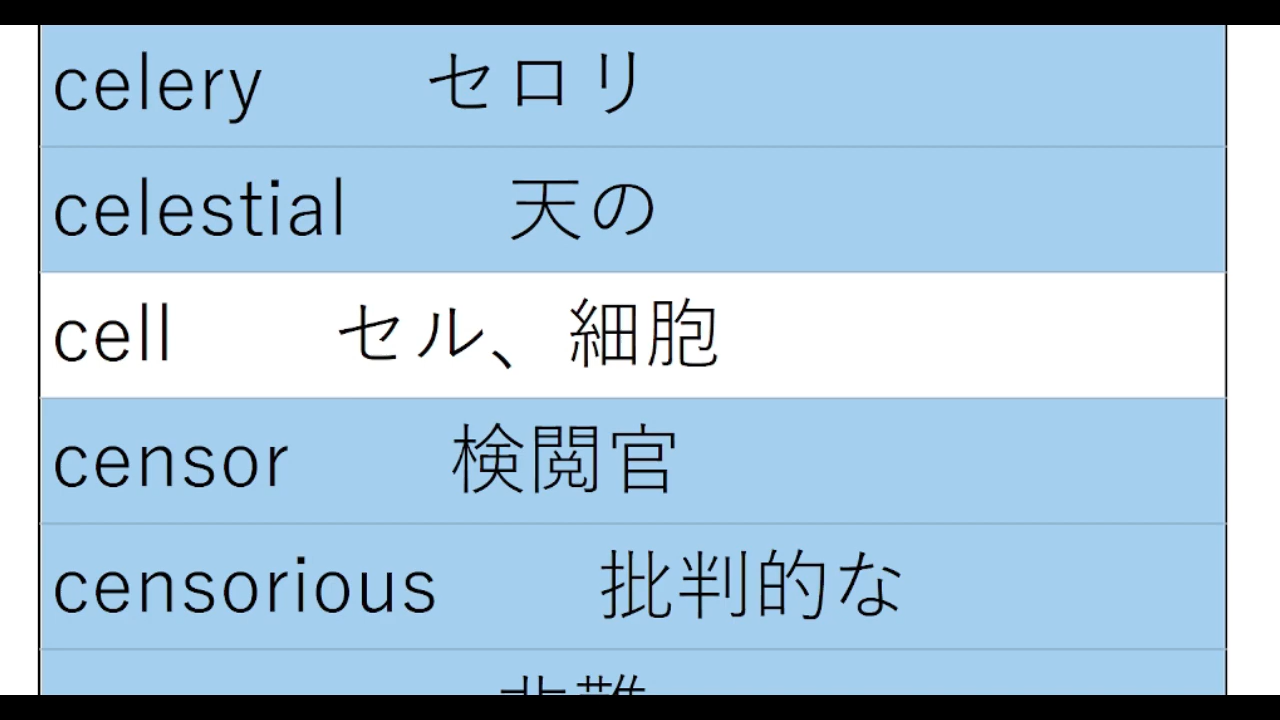 celery セロリ
celestial 天の
cell セル、細胞
censor 検閲官
censorious 批判的な